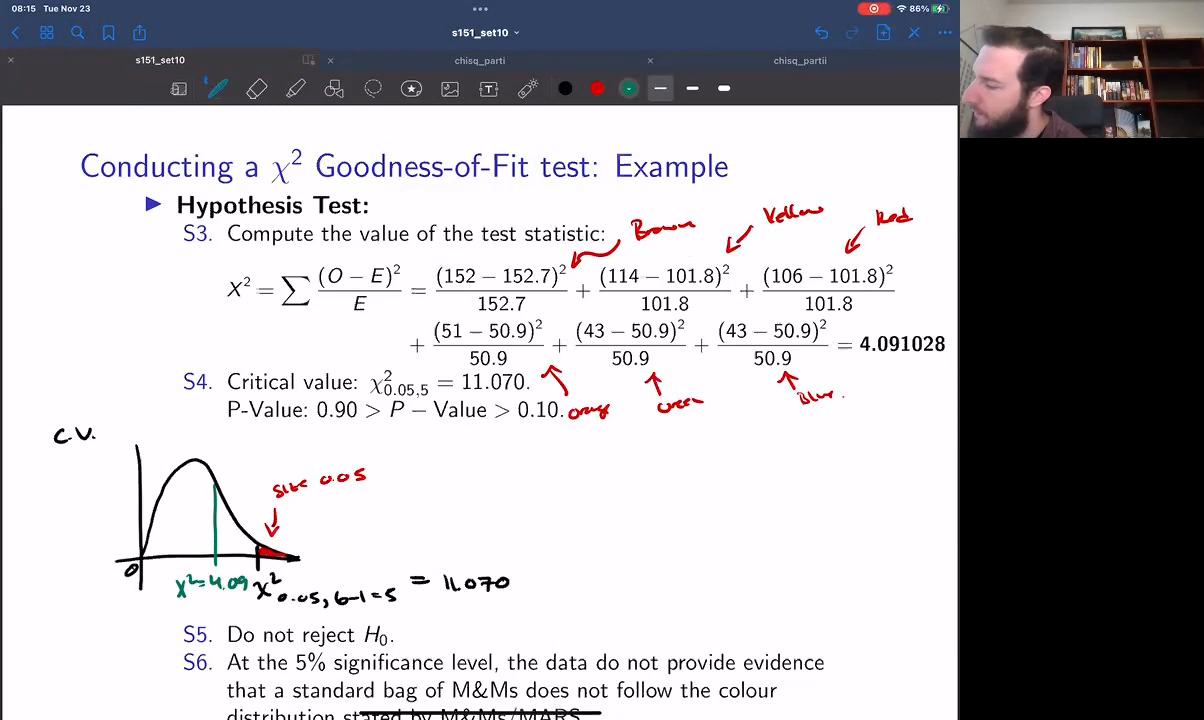 08:15 Tue Nov 23
86%
s151_set10
s151_set10
chisq_parti
chisq_partii
Conducting a χ² Goodness-of-Fit test: Example
Hypothesis Test:
S3. Compute the value of the test statistic:
Brown
Yellow
Red
X² = ∑ (O − E)²/E = (152 − 152.7)²/152.7 + (114 − 101.8)²/101.8 + (106 − 101.8)²/101.8
+ (51 − 50.9)²/50.9 + (43 − 50.9)²/50.9 + (43 − 50.9)²/50.9 = 4.091028
S4. Critical value: χ²0.05,5 = 11.070.
P-Value: 0.90 > P − Value > 0.10.
Orange
Green
Blue.
C.V.
size 0.05
0
X²=4.09
χ²0.05, 6-1=5 = 11.070
S5. Do not reject H₀.
S6. At the 5% significance level, the data do not provide evidence
that a standard bag of M&Ms does not follow the colour
distribution stated by M&Ms/MARS.